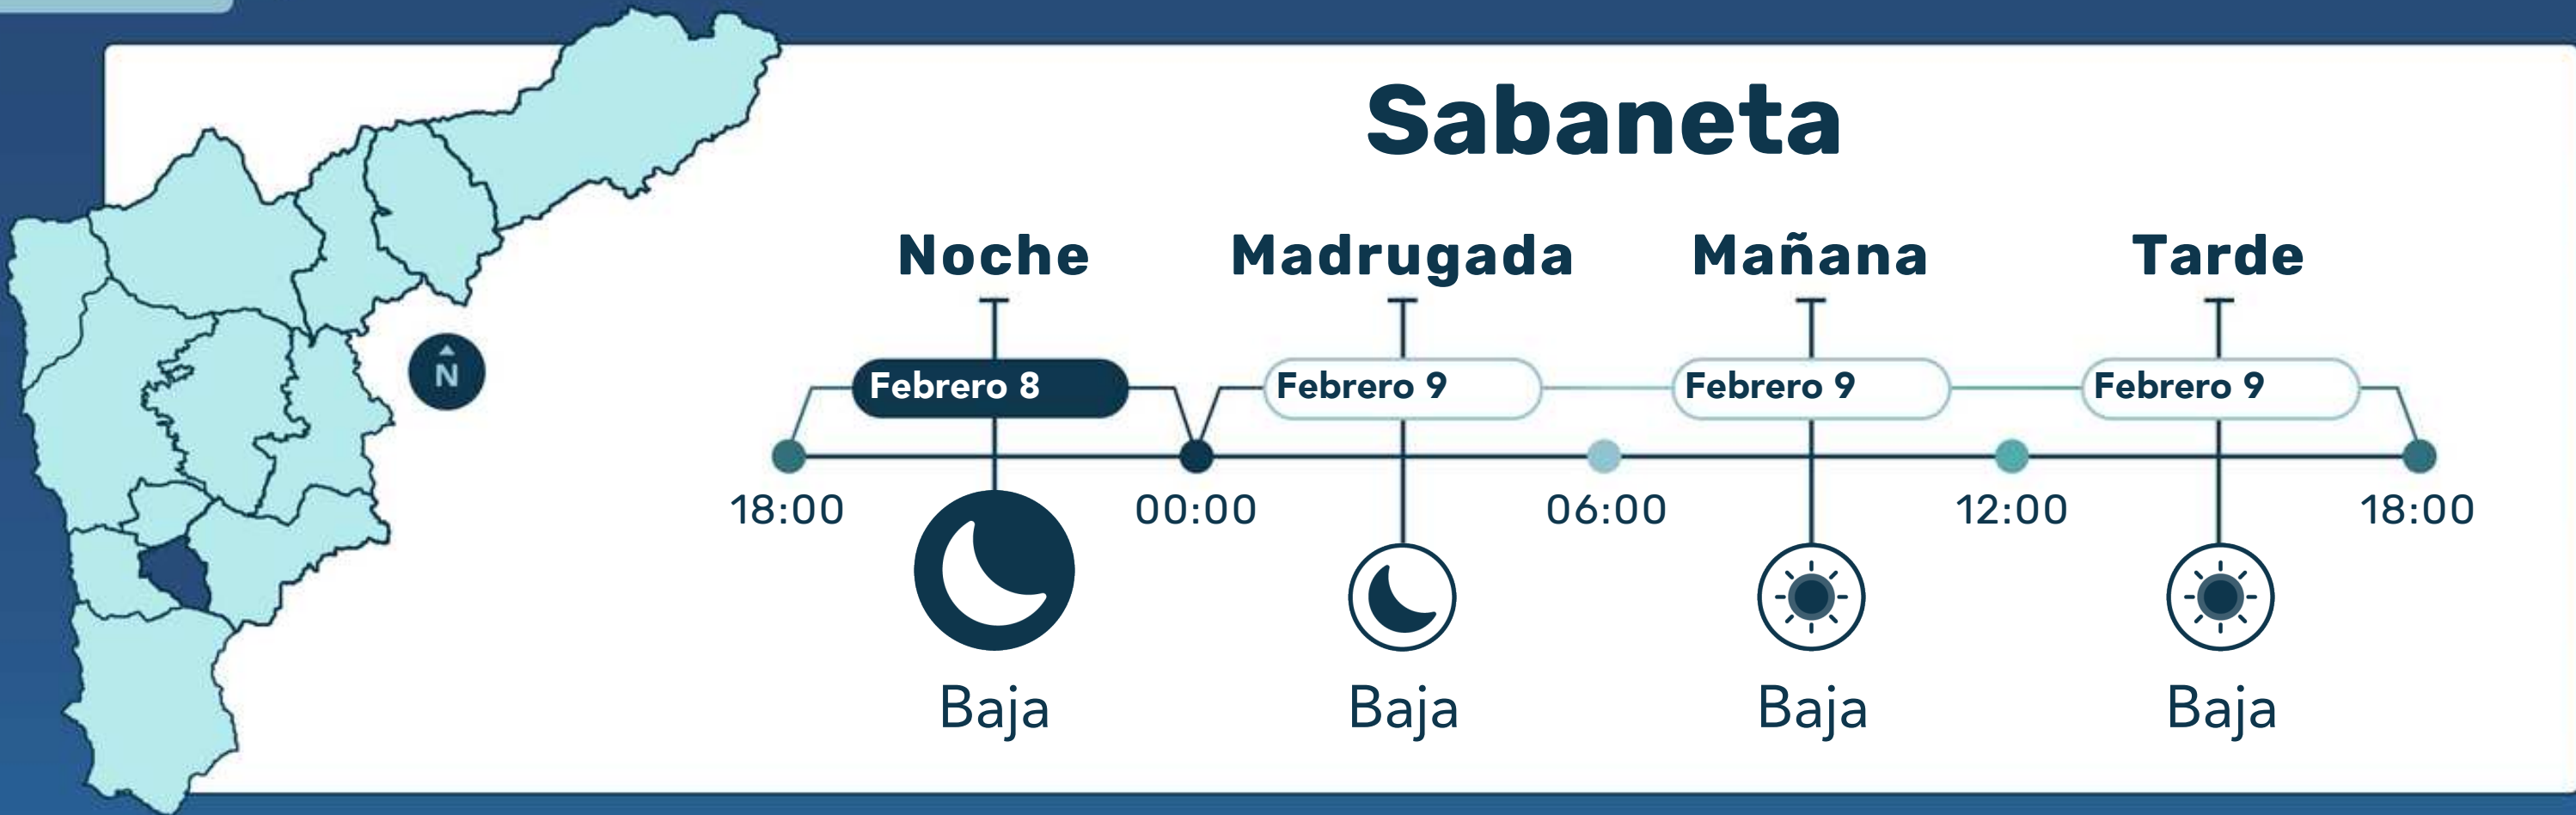 Sabaneta
Noche Madrugada Mañana Tarde
N
Febrero 8 Febrero 9 Febrero 9 Febrero 9
18:00 00:00 06:00 12:00 18:00
Baja Baja Baja Baja